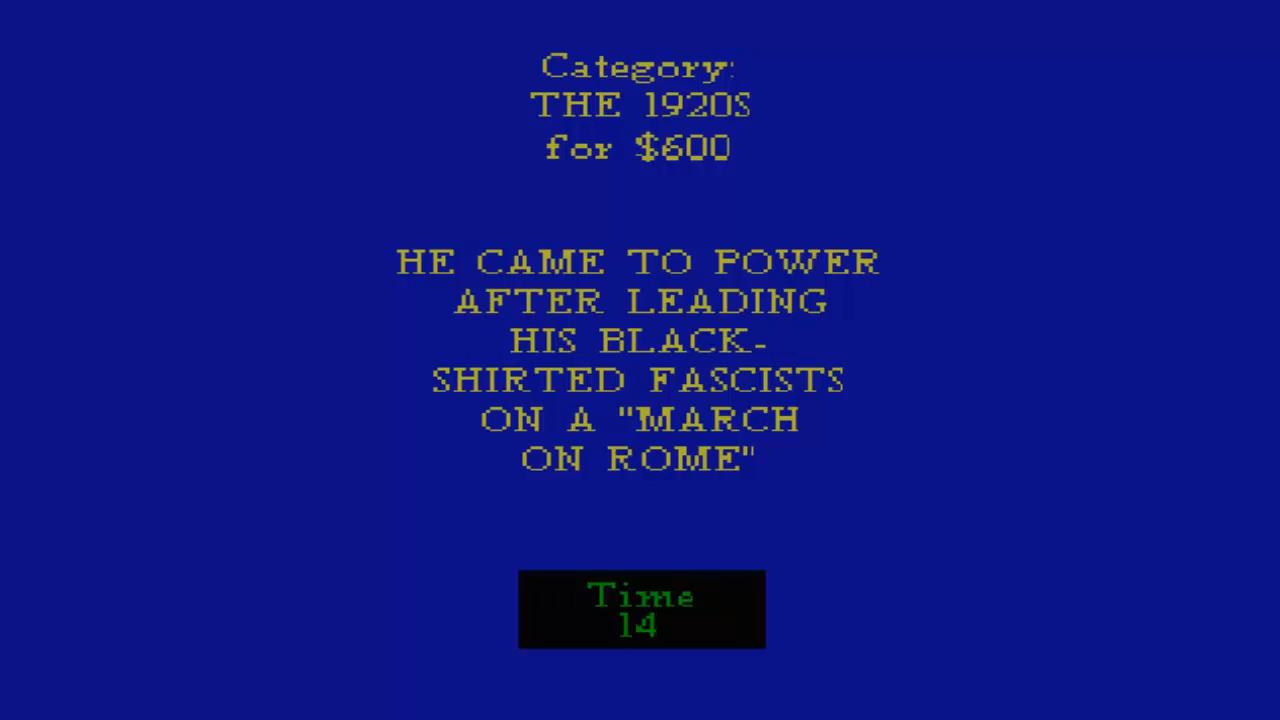 Category:
THE 1920S
for $600
HE CAME TO POWER
AFTER LEADING
HIS BLACK-
SHIRTED FASCISTS
ON A "MARCH
ON ROME"
Time
14